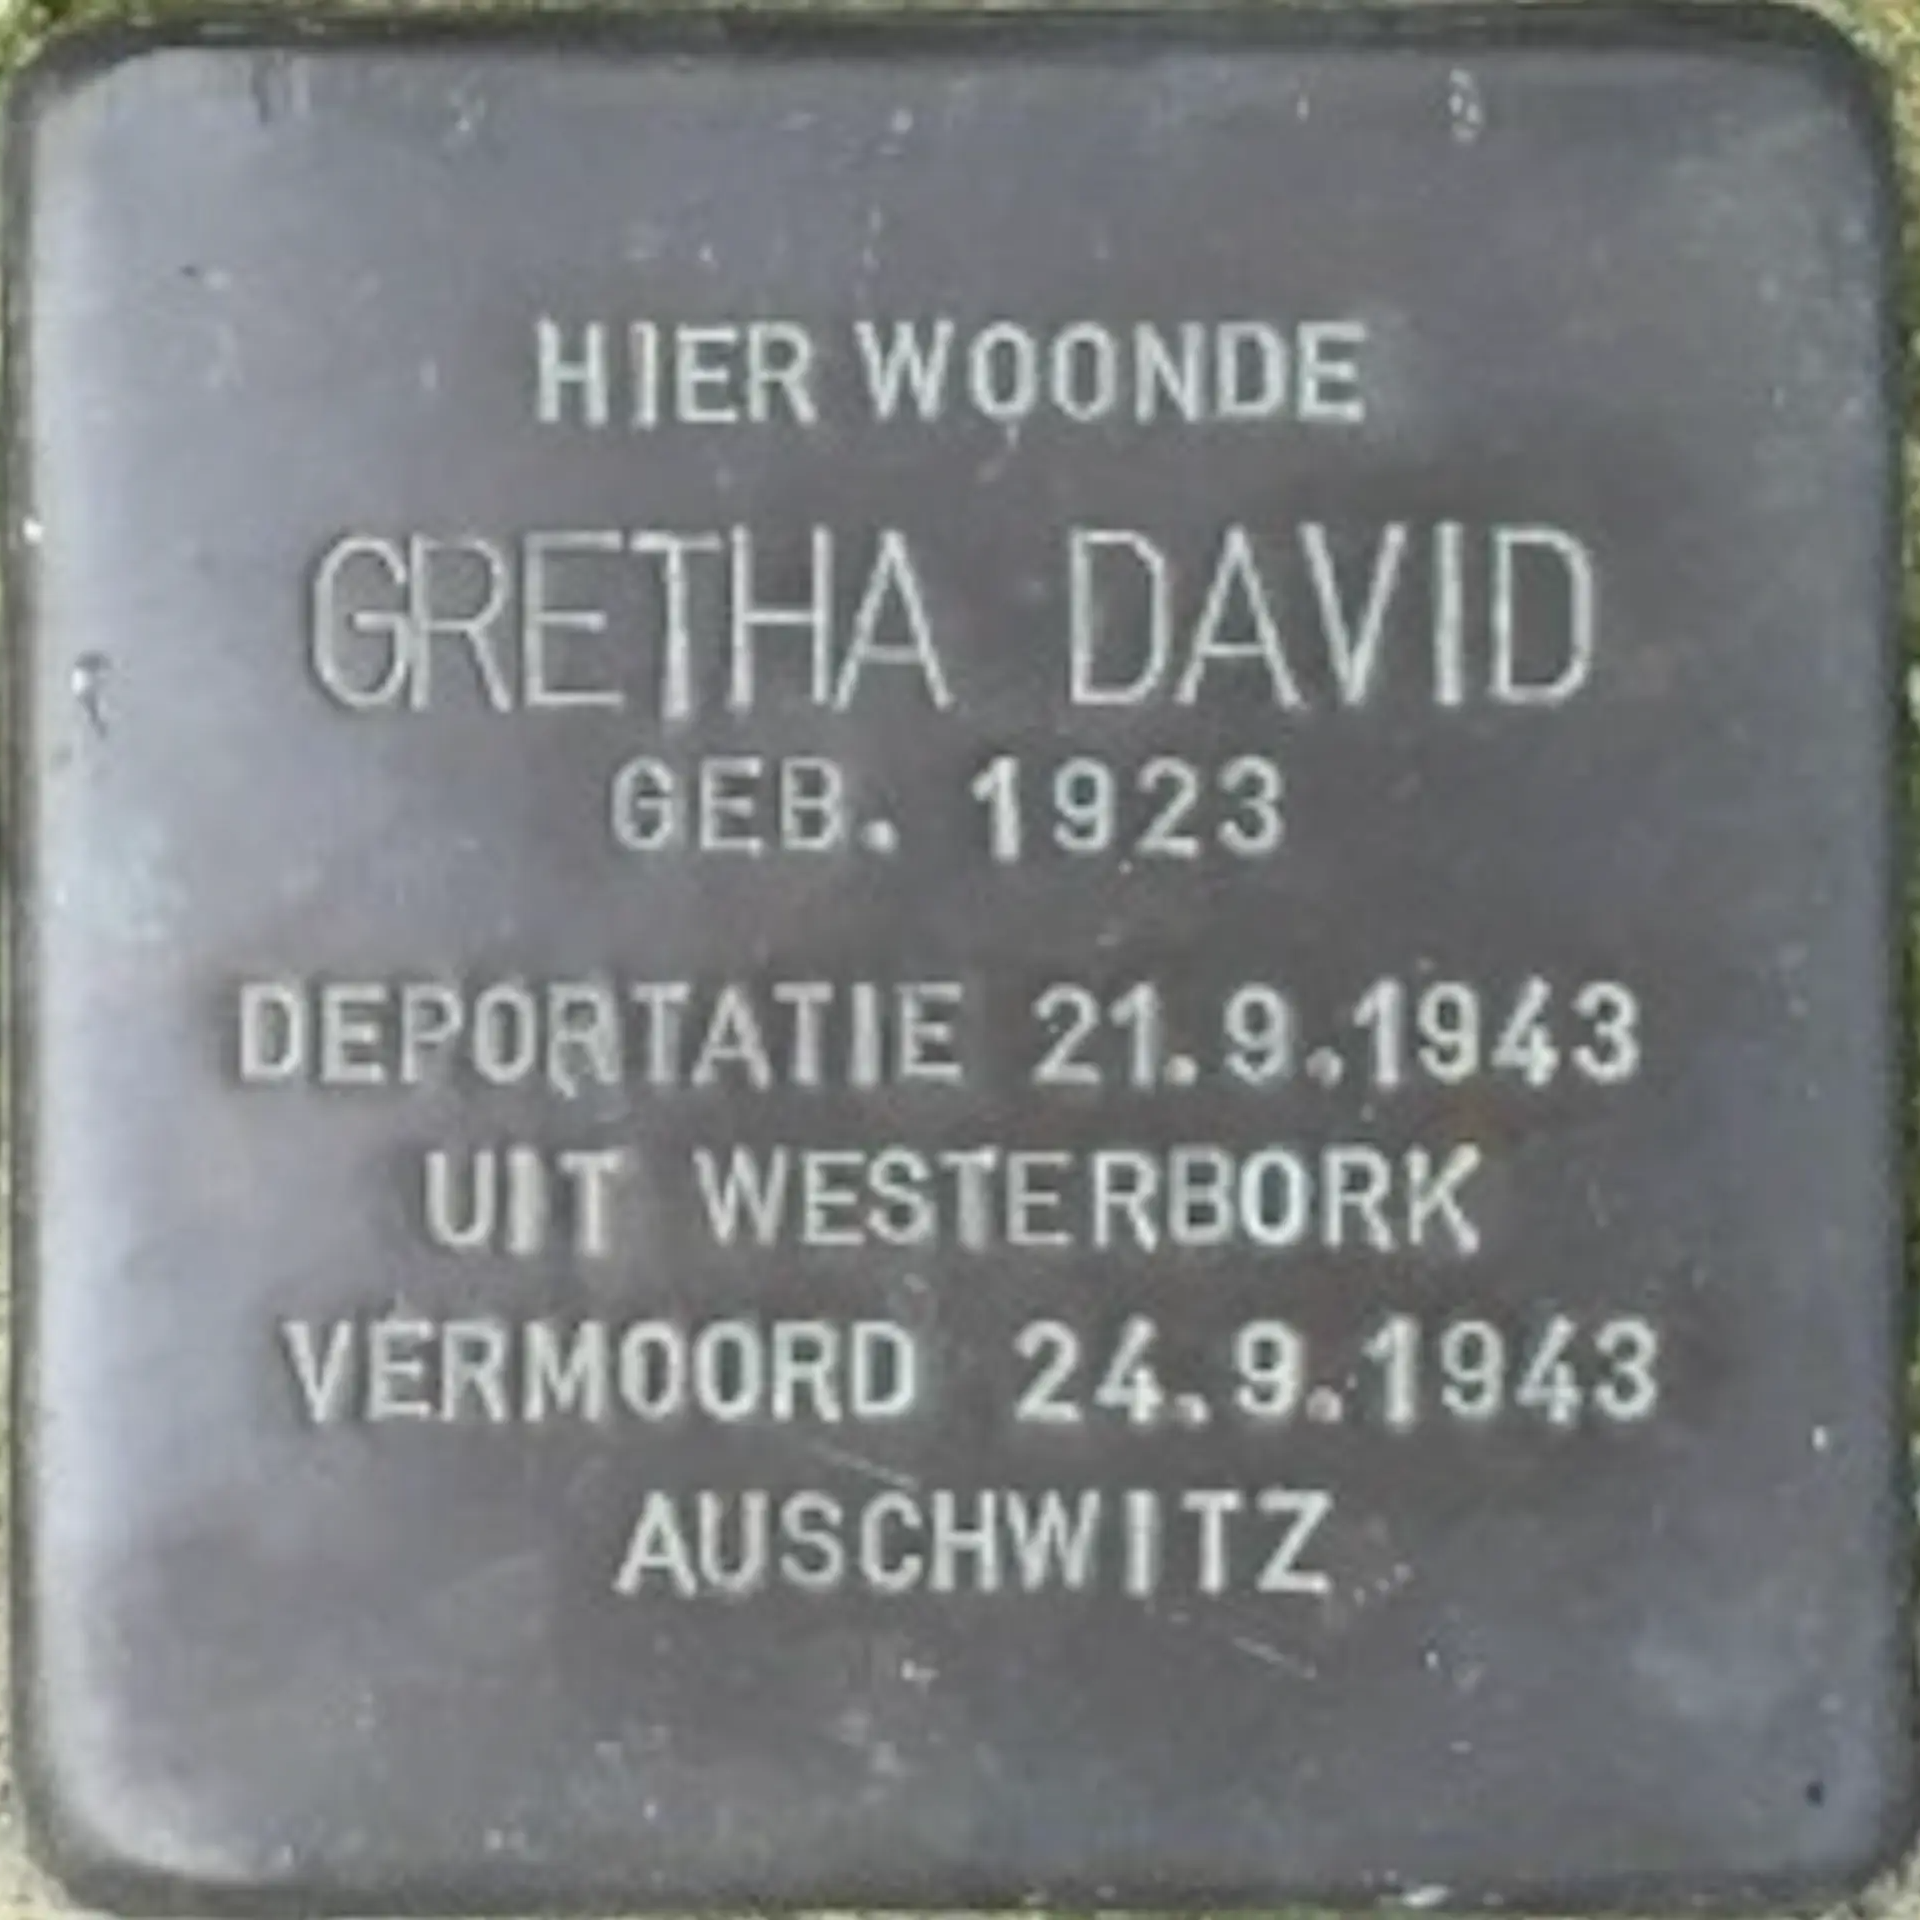 HIER WOONDE
GRETHA DAVID
GEB. 1923
DEPORTATIE 21.9.1943
UIT WESTERBORK
VERMOORD 24.9.1943
AUSCHWITZ